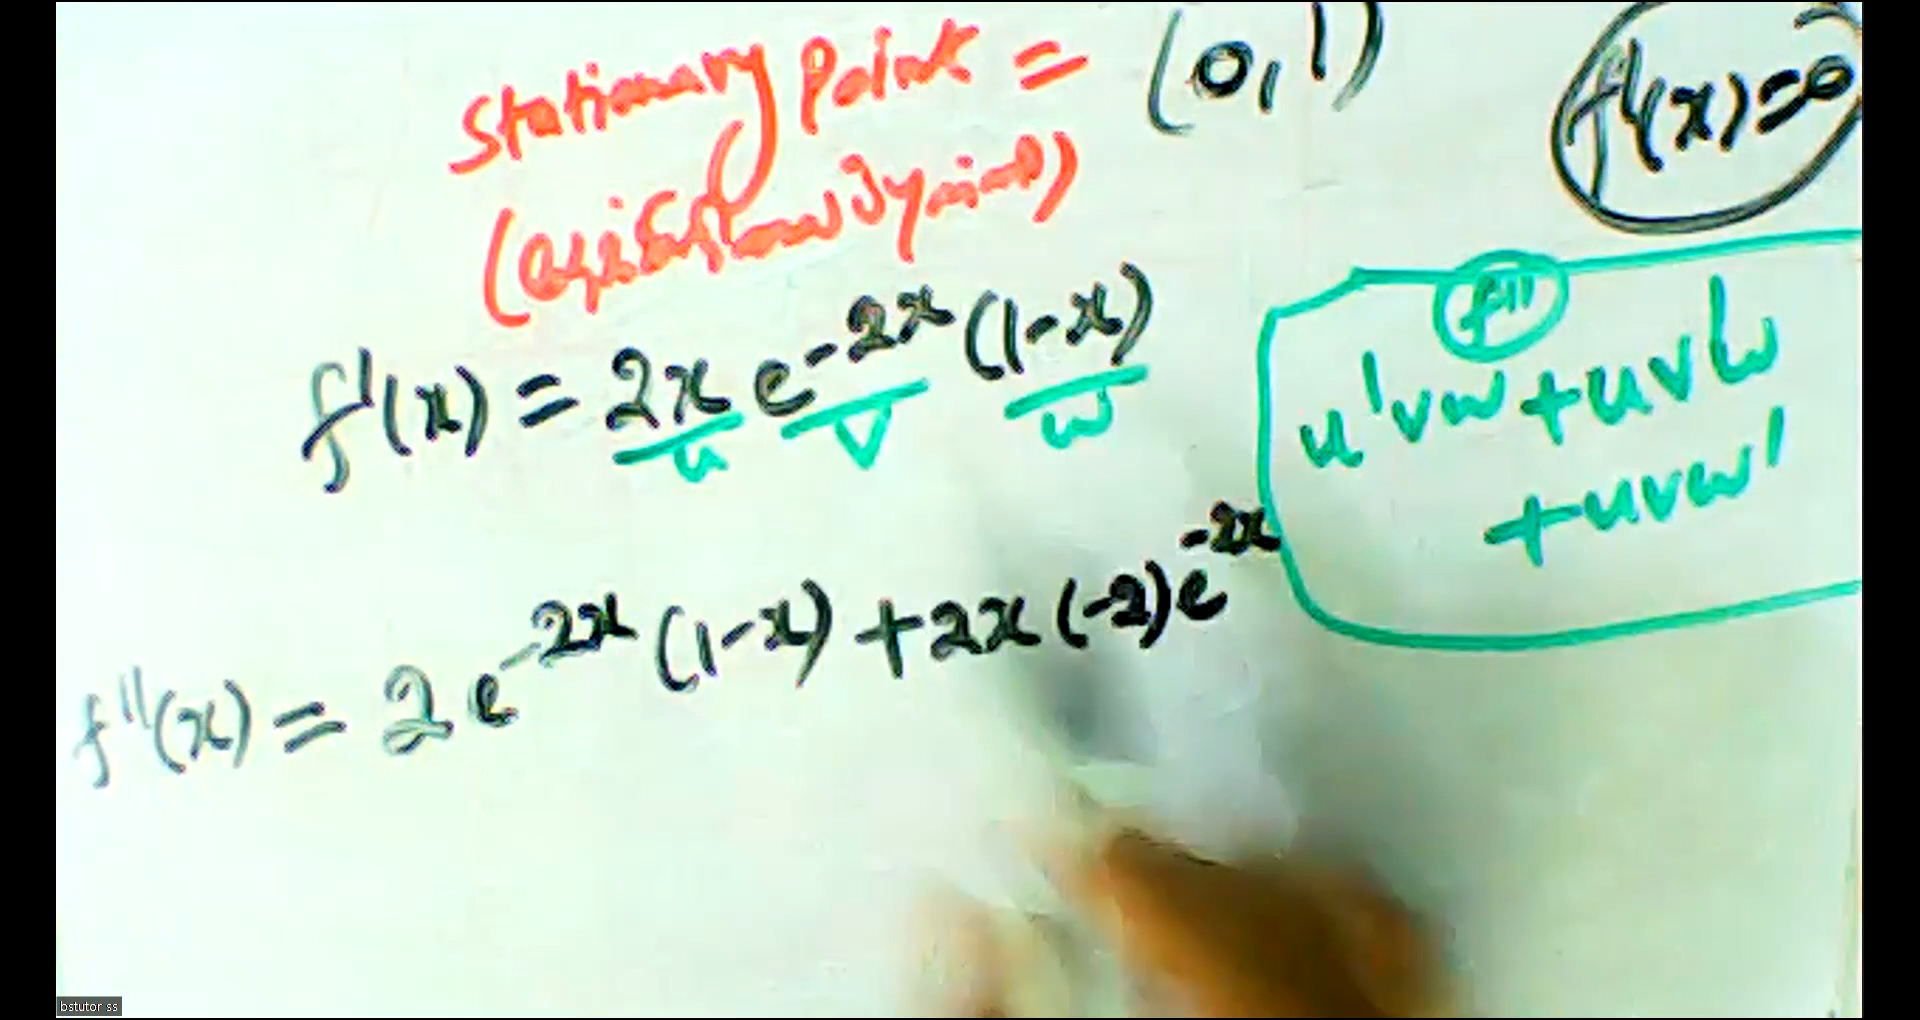 Stationary Point = (0, 1)
f'(x)=0
f'(x) = 2x e^{-2x} (1-x)
u v w
f''
u'vw + uv'w
+ uvw'
f''(x) = 2e^{-2x} (1-x) + 2x (-2)e^{-2x}
bstutor ss